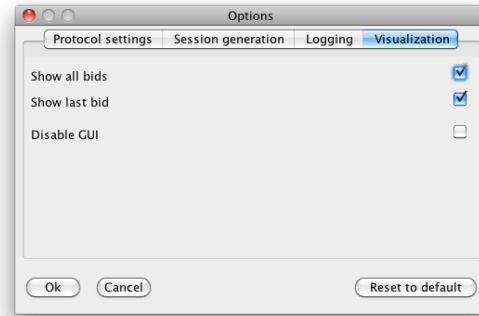 Options
Protocol settings Session generation Logging Visualization
Show all bids
Show last bid
Disable GUI
Ok Cancel Reset to default